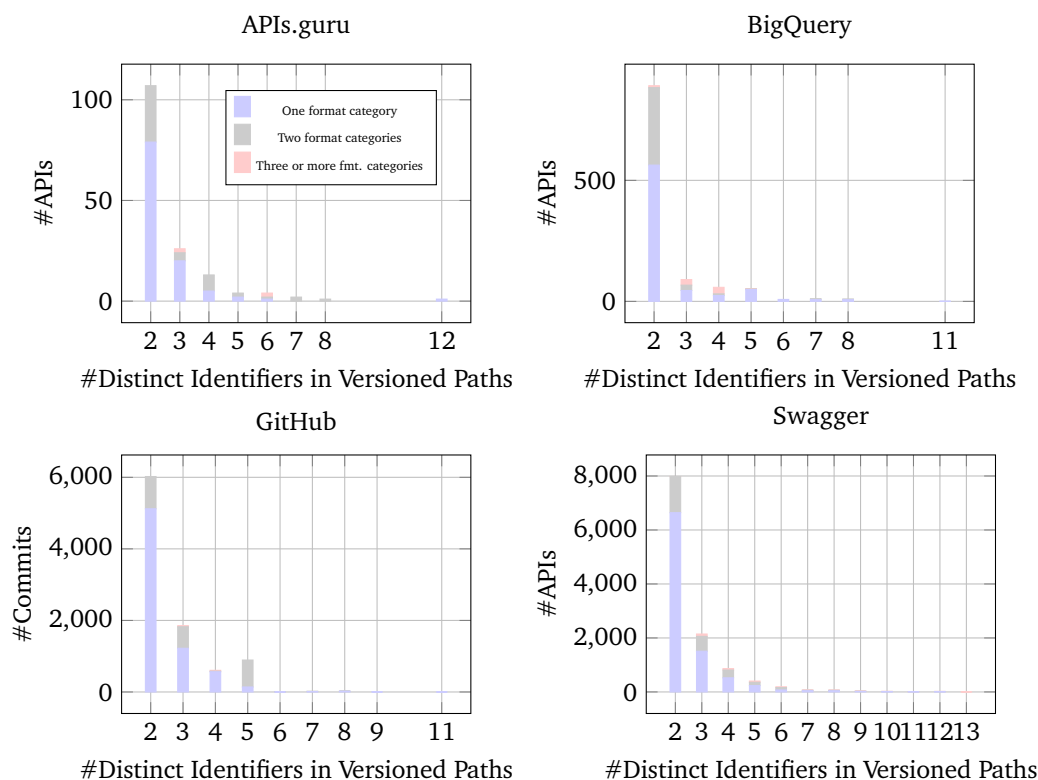 APIs.guru
#APIs
100
50
0
One format category
Two format categories
Three or more fmt. categories
2 3 4 5 6 7 8 12
#Distinct Identifiers in Versioned Paths
BigQuery
#APIs
500
0
2 3 4 5 6 7 8 11
#Distinct Identifiers in Versioned Paths
GitHub
#Commits
6,000
4,000
2,000
0
2 3 4 5 6 7 8 9 11
#Distinct Identifiers in Versioned Paths
Swagger
#APIs
8,000
6,000
4,000
2,000
0
2 3 4 5 6 7 8 9 10 11 12 13
#Distinct Identifiers in Versioned Paths